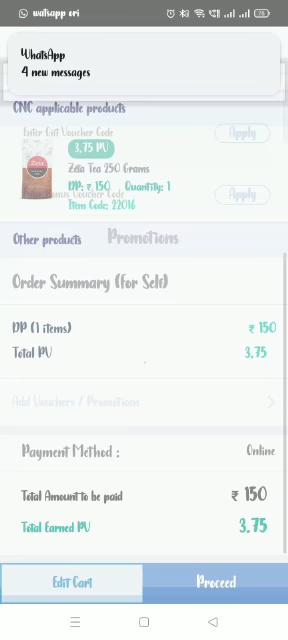 watsapp ori
WhatsApp
4 new messages
CNC applicable products
Enter Gift Voucher Code
Apply
3.75 PV
Zeta
Zeta Tea 250 Grams
DP: ₹ 150 Quantity: 1
Apply
Item Code: 22016
Other products
Promotions
Order Summary (For Self)
DP (1 items) ₹ 150
Total PV 3.75
Add Vouchers / Promotions
Payment Method : Online
Total Amount to be paid ₹ 150
Total Earned PV 3.75
Edit Cart Proceed